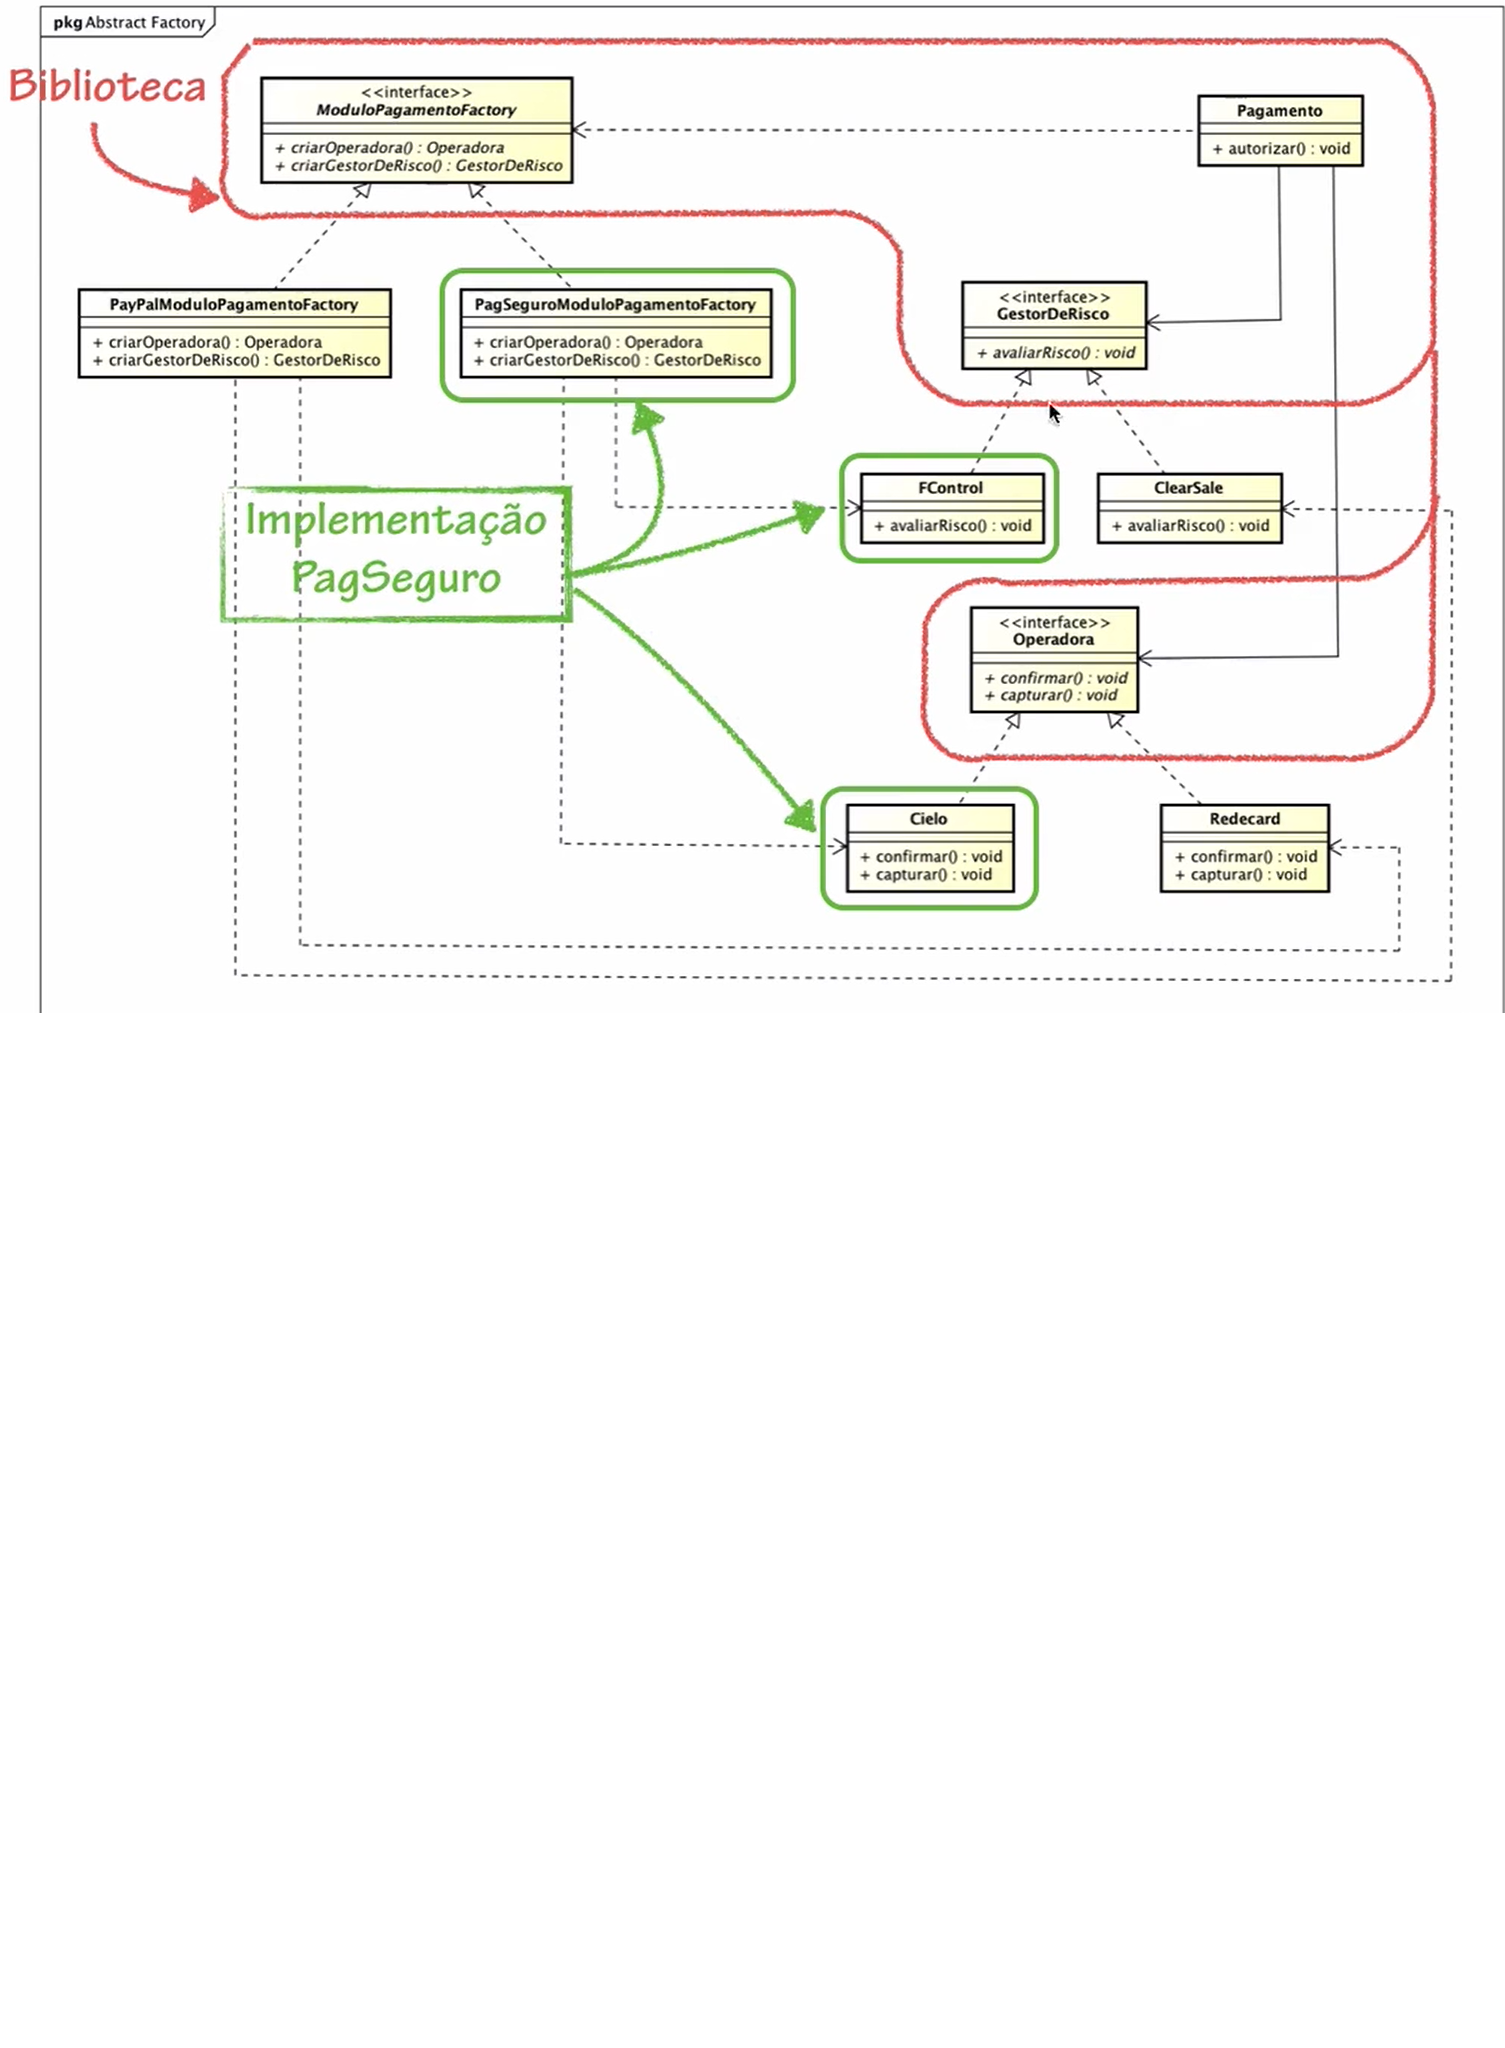 pkg Abstract Factory
Biblioteca
<<interface>>
ModuloPagamentoFactory
+ criarOperadora() : Operadora
+ criarGestorDeRisco() : GestorDeRisco
Pagamento
+ autorizar() : void
PayPalModuloPagamentoFactory
+ criarOperadora() : Operadora
+ criarGestorDeRisco() : GestorDeRisco
PagSeguroModuloPagamentoFactory
+ criarOperadora() : Operadora
+ criarGestorDeRisco() : GestorDeRisco
<<interface>>
GestorDeRisco
+ avaliarRisco() : void
Implementação
PagSeguro
FControl
+ avaliarRisco() : void
ClearSale
+ avaliarRisco() : void
<<interface>>
Operadora
+ confirmar() : void
+ capturar() : void
Cielo
+ confirmar() : void
+ capturar() : void
Redecard
+ confirmar() : void
+ capturar() : void